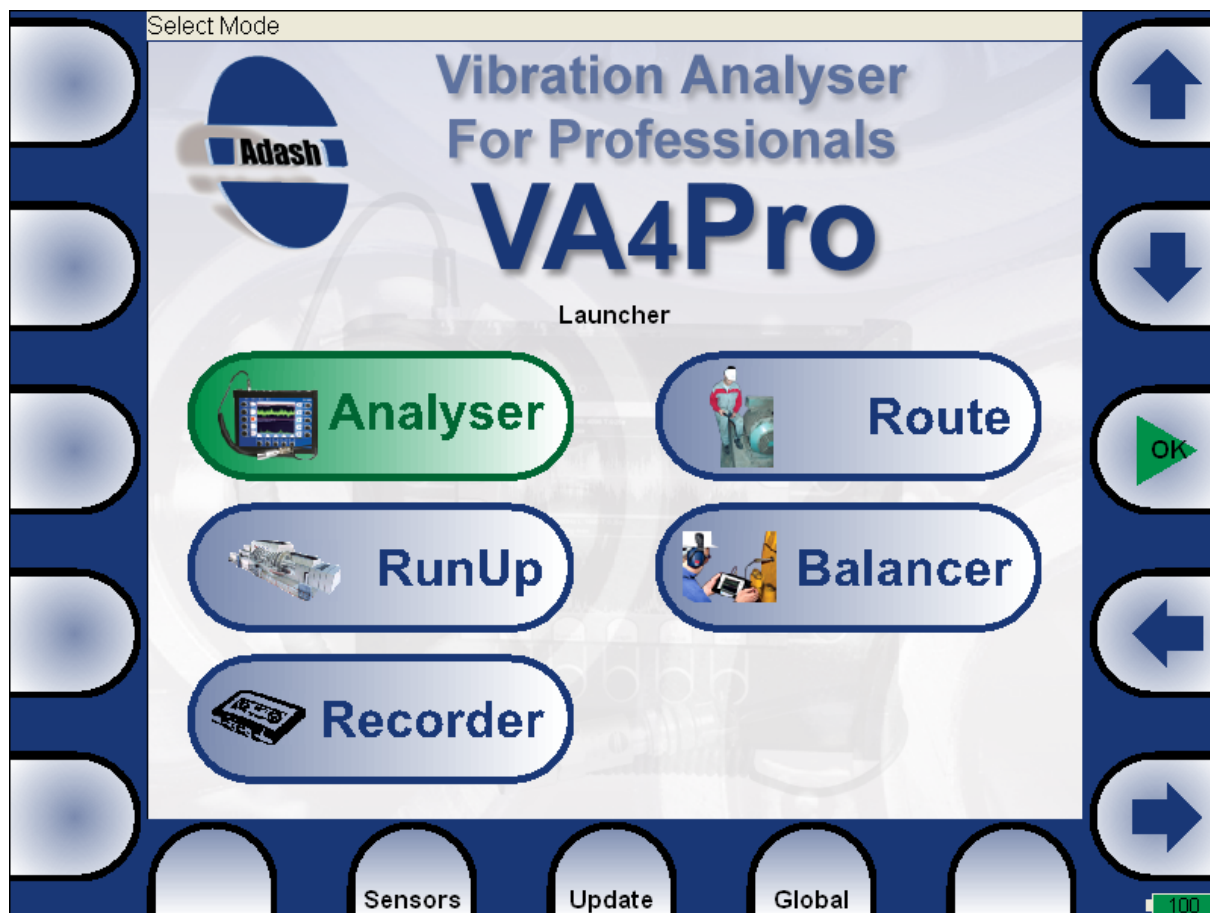 Select Mode
Adash
Vibration Analyser
For Professionals
VA4Pro
Launcher
Analyser
Route
RunUp
Balancer
Recorder
OK
Sensors
Update
Global
100